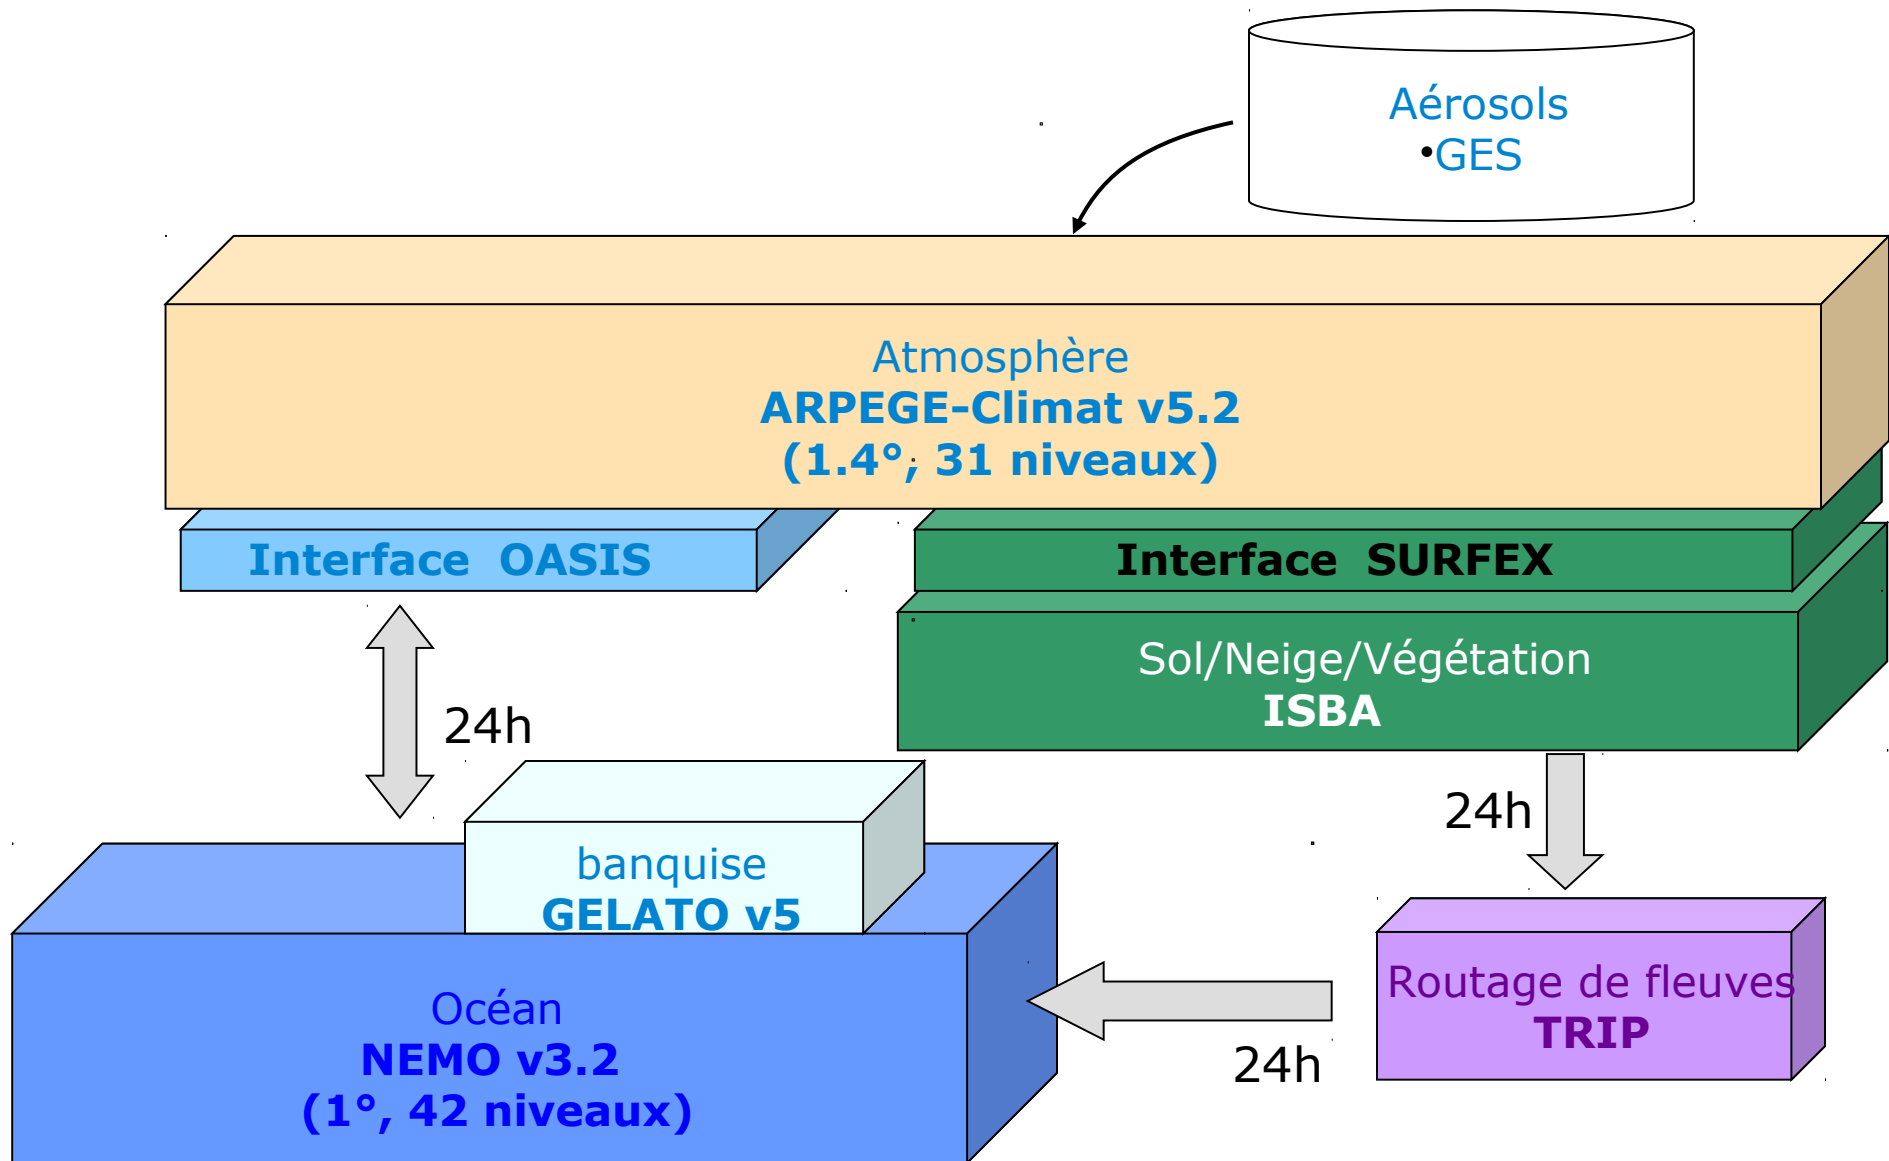 Aérosols
•GES
Atmosphère
ARPEGE-Climat v5.2
(1.4°, 31 niveaux)
Interface OASIS
Interface SURFEX
Sol/Neige/Végétation
ISBA
24h
24h
banquise
GELATO v5
Océan
NEMO v3.2
(1°, 42 niveaux)
Routage de fleuves
TRIP
24h